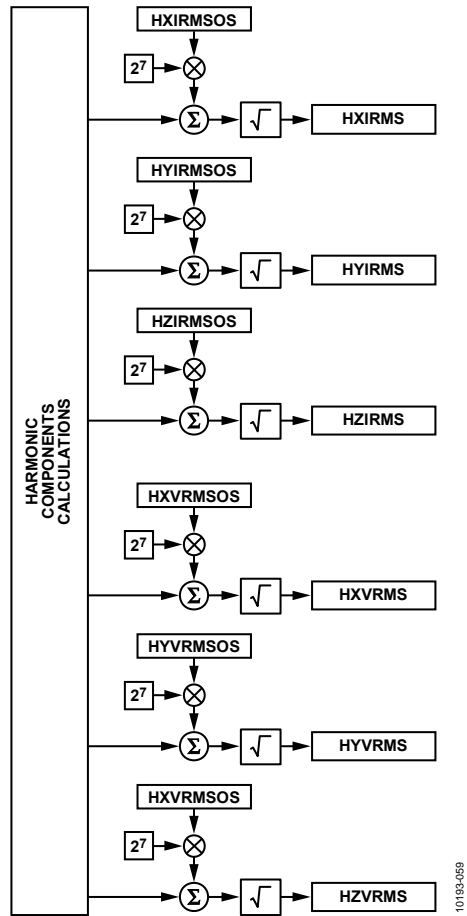 HXIRMSOS
2⁷
Σ
√
HXIRMS
HYIRMSOS
2⁷
Σ
√
HYIRMS
HZIRMSOS
2⁷
Σ
√
HZIRMS
HARMONIC
COMPONENTS
CALCULATIONS
HXVRMSOS
2⁷
Σ
√
HXVRMS
HYVRMSOS
2⁷
Σ
√
HYVRMS
HXVRMSOS
2⁷
Σ
√
HZVRMS
10193-059